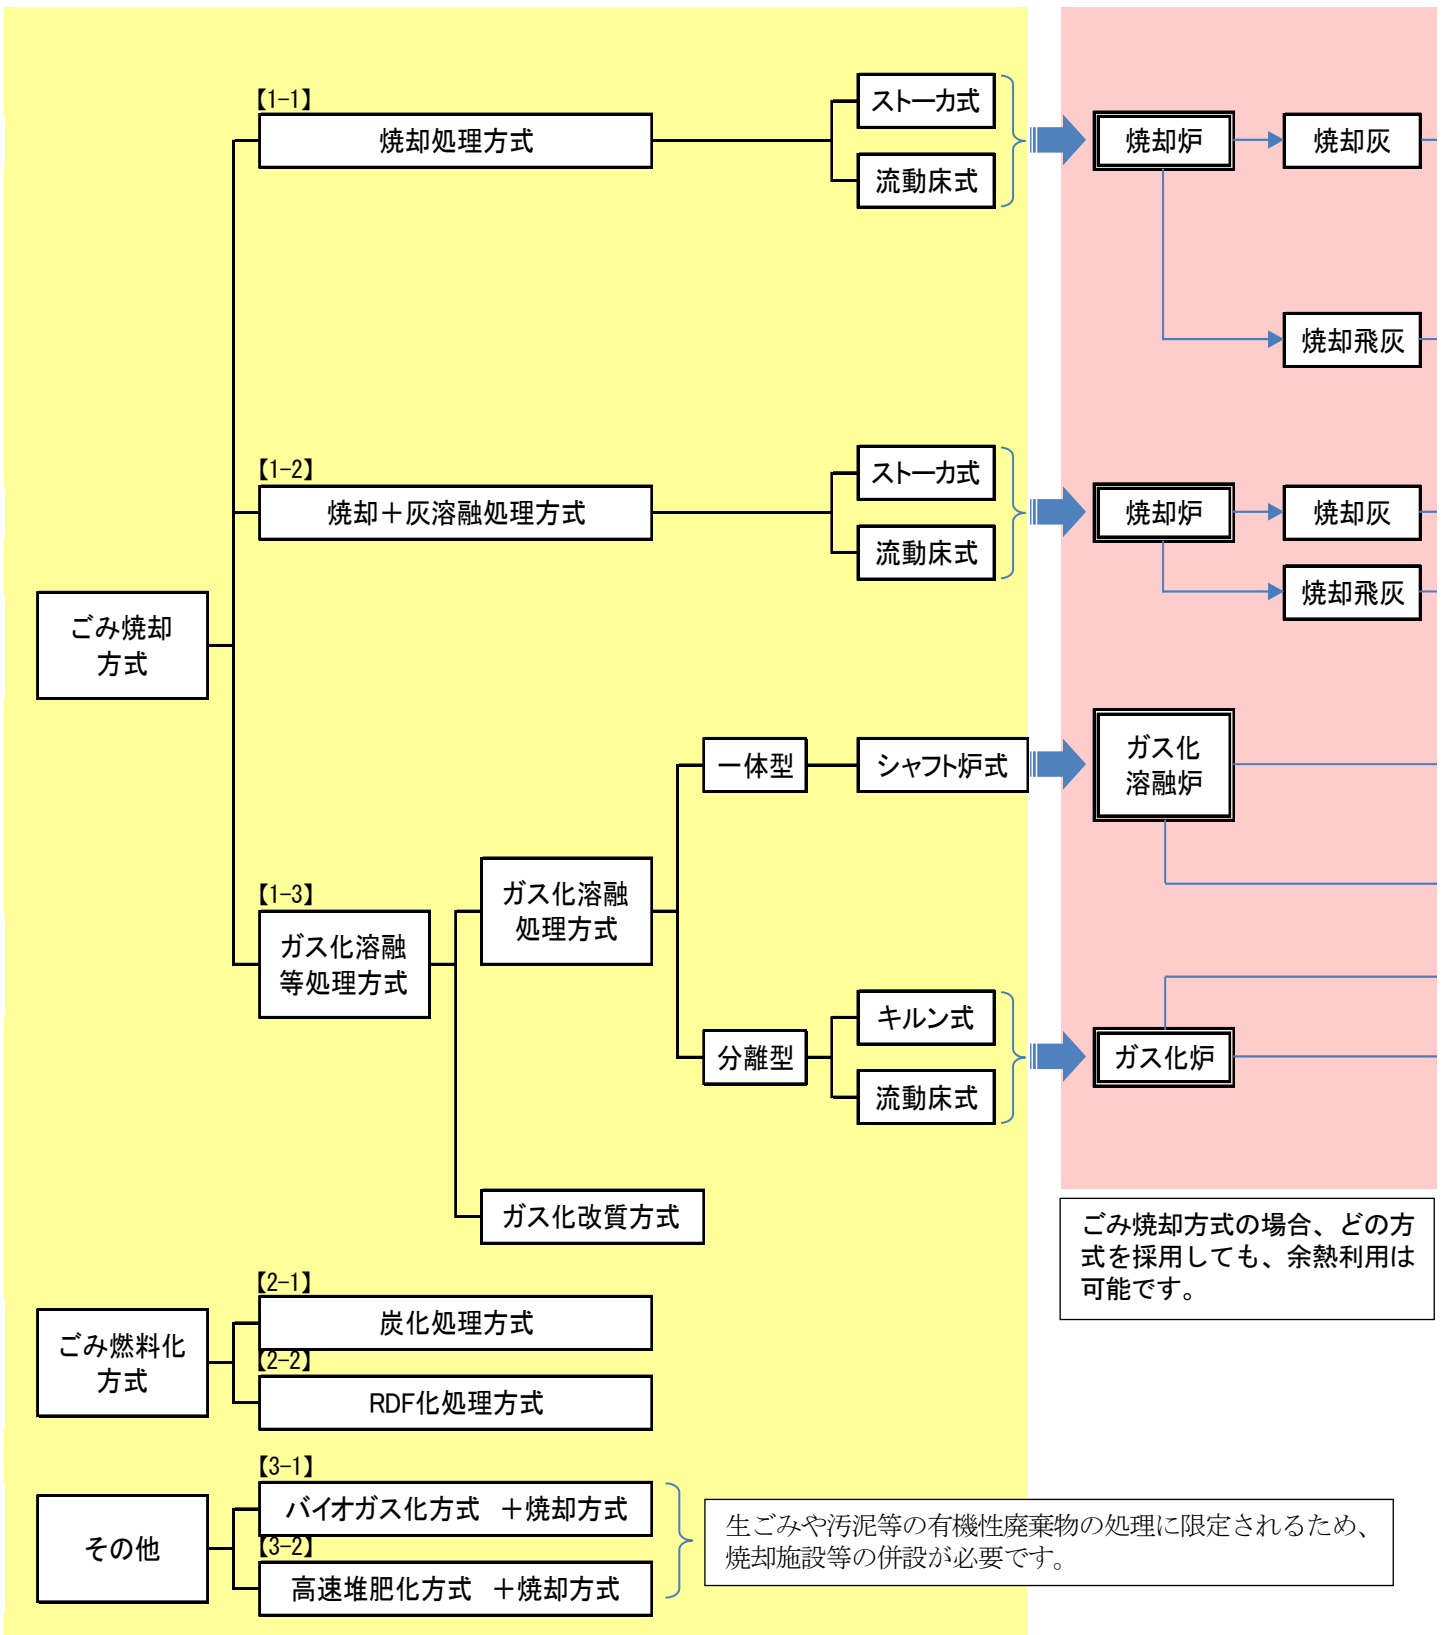 【1-1】
焼却処理方式
ストーカ式
流動床式
焼却炉
焼却灰
焼却飛灰
【1-2】
焼却＋灰溶融処理方式
ストーカ式
流動床式
焼却炉
焼却灰
焼却飛灰
ごみ焼却
方式
一体型
シャフト炉式
ガス化
溶融炉
【1-3】
ガス化溶融
等処理方式
ガス化溶融
処理方式
分離型
キルン式
流動床式
ガス化炉
ガス化改質方式
ごみ焼却方式の場合、どの方
式を採用しても、余熱利用は
可能です。
ごみ燃料化
方式
【2-1】
炭化処理方式
【2-2】
RDF化処理方式
その他
【3-1】
バイオガス化方式　＋焼却方式
【3-2】
高速堆肥化方式　＋焼却方式
生ごみや汚泥等の有機性廃棄物の処理に限定されるため、
焼却施設等の併設が必要です。